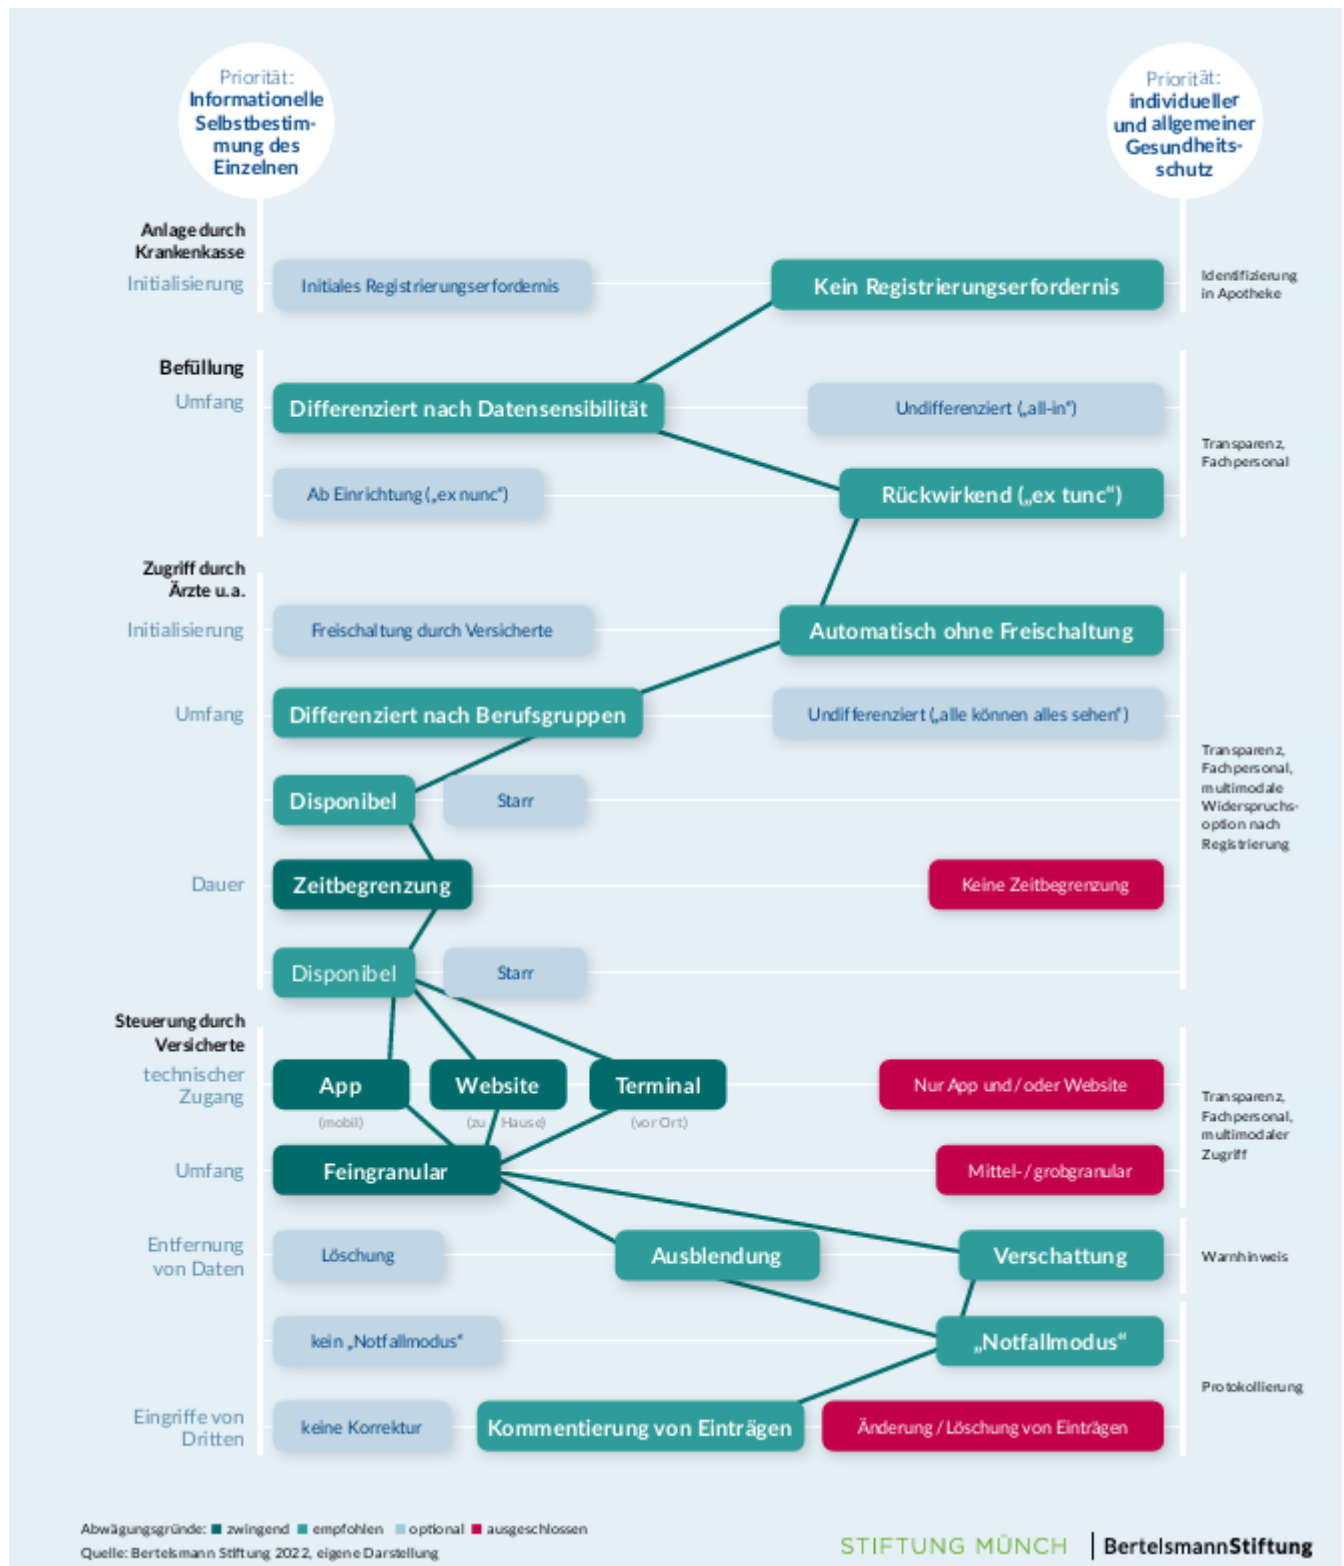 Priorität:
Informationelle
Selbstbestim-
mung des
Einzelnen
Priorität:
individueller
und allgemeiner
Gesundheits-
schutz
Anlage durch
Krankenkasse
Initialisierung
Initiales Registrierungserfordernis
Kein Registrierungserfordernis
Identifizierung
in Apotheke
Befüllung
Umfang
Differenziert nach Datensensibilität
Undifferenziert („all-in“)
Ab Einrichtung („ex nunc“)
Rückwirkend („ex tunc“)
Transparenz,
Fachpersonal
Zugriff durch
Ärzte u. a.
Initialisierung
Freischaltung durch Versicherte
Automatisch ohne Freischaltung
Umfang
Differenziert nach Berufsgruppen
Undifferenziert („alle können alles sehen“)
Disponibel
Starr
Transparenz,
Fachpersonal,
multimodale
Widerspruchs-
option nach
Registrierung
Dauer
Zeitbegrenzung
Keine Zeitbegrenzung
Disponibel
Starr
Steuerung durch
Versicherte
technischer
Zugang
App
(mobil)
Website
(zu Hause)
Terminal
(vor Ort)
Nur App und / oder Website
Umfang
Feingranular
Mittel- / grobgranular
Transparenz,
Fachpersonal,
multimodaler
Zugriff
Entfernung
von Daten
Löschung
Ausblendung
Verschattung
Warnhinweis
kein „Notfallmodus“
„Notfallmodus“
Protokollierung
Eingriffe von
Dritten
keine Korrektur
Kommentierung von Einträgen
Änderung / Löschung von Einträgen
Abwägungsgründe: zwingend empfohlen optional ausgeschlossen
Quelle: Bertelsmann Stiftung 2022, eigene Darstellung
STIFTUNG MÜNCH
BertelsmannStiftung